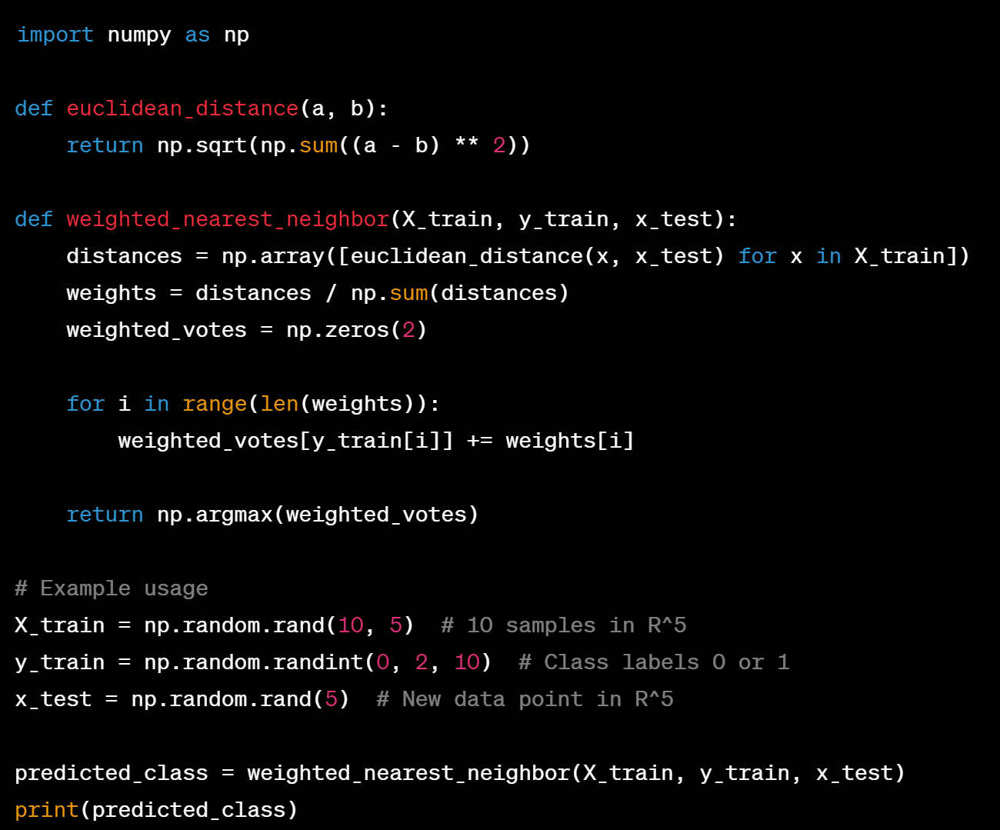 import numpy as np
def euclidean_distance(a, b):
    return np.sqrt(np.sum((a - b) ** 2))
def weighted_nearest_neighbor(X_train, y_train, x_test):
    distances = np.array([euclidean_distance(x, x_test) for x in X_train])
    weights = distances / np.sum(distances)
    weighted_votes = np.zeros(2)
    for i in range(len(weights)):
        weighted_votes[y_train[i]] += weights[i]
    return np.argmax(weighted_votes)
# Example usage
X_train = np.random.rand(10, 5)  # 10 samples in R^5
y_train = np.random.randint(0, 2, 10)  # Class labels 0 or 1
x_test = np.random.rand(5)  # New data point in R^5
predicted_class = weighted_nearest_neighbor(X_train, y_train, x_test)
print(predicted_class)